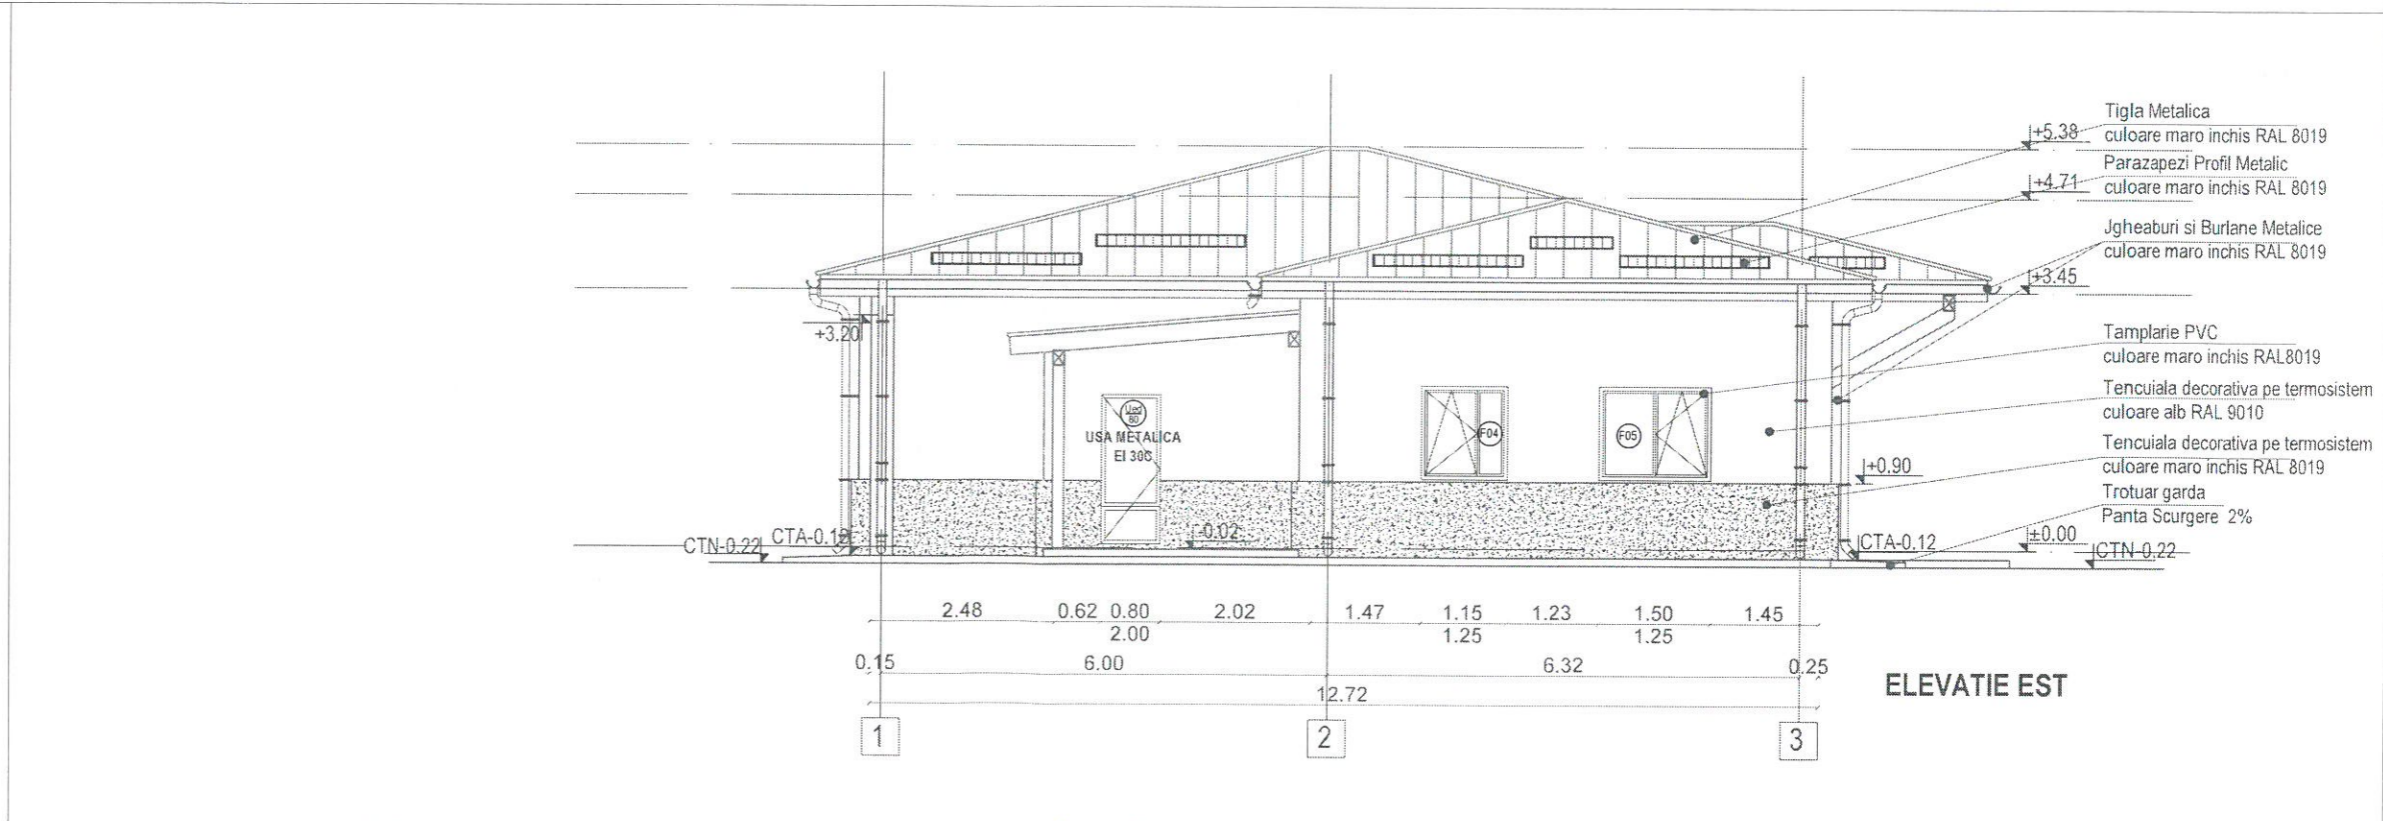 Tigla Metalica
+5.38 culoare maro inchis RAL 8019
Parazapezi Profil Metalic
+4.71 culoare maro inchis RAL 8019
Jgheaburi si Burlane Metalice
culoare maro inchis RAL 8019
+3.45
+3.20
Tamplarie PVC
culoare maro inchis RAL8019
Tencuiala decorativa pe termosistem
culoare alb RAL 9010
80
USA METALICA
EI 30C
F04
F05
Tencuiala decorativa pe termosistem
culoare maro inchis RAL 8019
+0.90
Trotuar garda
Panta Scurgere 2%
CTN-0.22
CTA-0.12
-0.02
CTA-0.12
±0.00
CTN-0.22
2.48 0.62 0.80 2.02 1.47 1.15 1.23 1.50 1.45
2.00 1.25 1.25
0.15 6.00 6.32 0.25
12.72
ELEVATIE EST
1 2 3